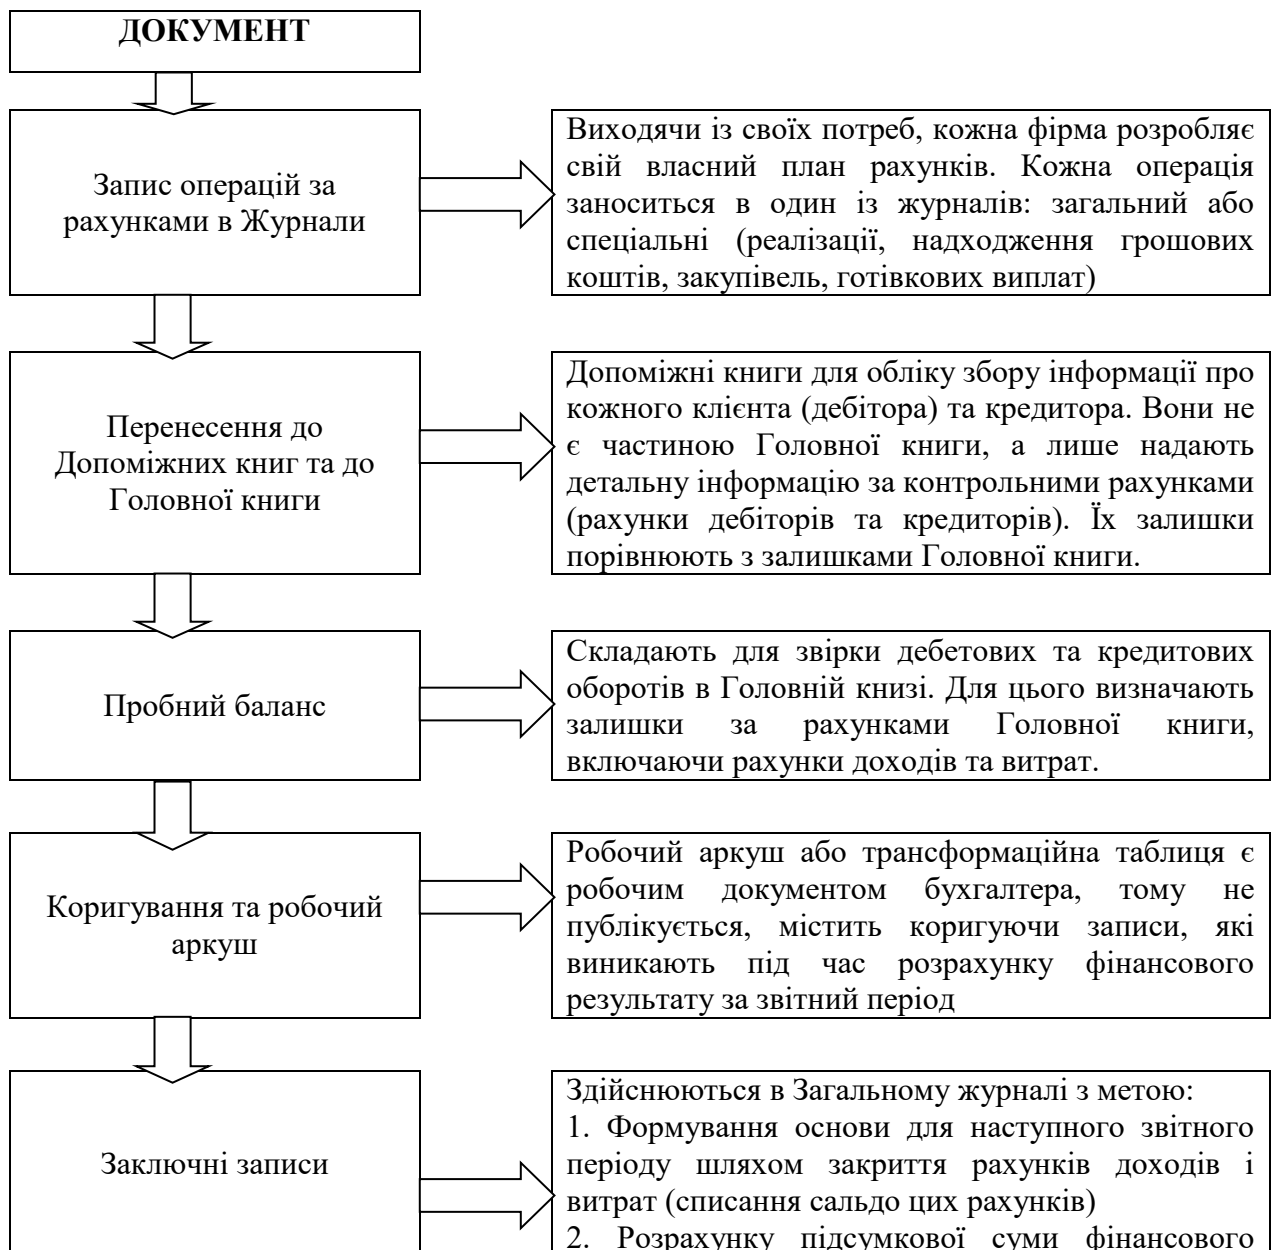 ДОКУМЕНТ
Запис операцій за
рахунками в Журнали
Виходячи із своїх потреб, кожна фірма розробляє
свій власний план рахунків. Кожна операція
заноситься в один із журналів: загальний або
спеціальні (реалізації, надходження грошових
коштів, закупівель, готівкових виплат)
Перенесення до
Допоміжних книг та до
Головної книги
Допоміжні книги для обліку збору інформації про
кожного клієнта (дебітора) та кредитора. Вони не
є частиною Головної книги, а лише надають
детальну інформацію за контрольними рахунками
(рахунки дебіторів та кредиторів). Їх залишки
порівнюють з залишками Головної книги.
Пробний баланс
Складають для звірки дебетових та кредитових
оборотів в Головній книзі. Для цього визначають
залишки за рахунками Головної книги,
включаючи рахунки доходів та витрат.
Коригування та робочий
аркуш
Робочий аркуш або трансформаційна таблиця є
робочим документом бухгалтера, тому не
публікується, містить коригуючи записи, які
виникають під час розрахунку фінансового
результату за звітний період
Заключні записи
Здійснюються в Загальному журналі з метою:
1. Формування основи для наступного звітного
періоду шляхом закриття рахунків доходів і
витрат (списання сальдо цих рахунків)
2. Розрахунку підсумкової суми фінансового